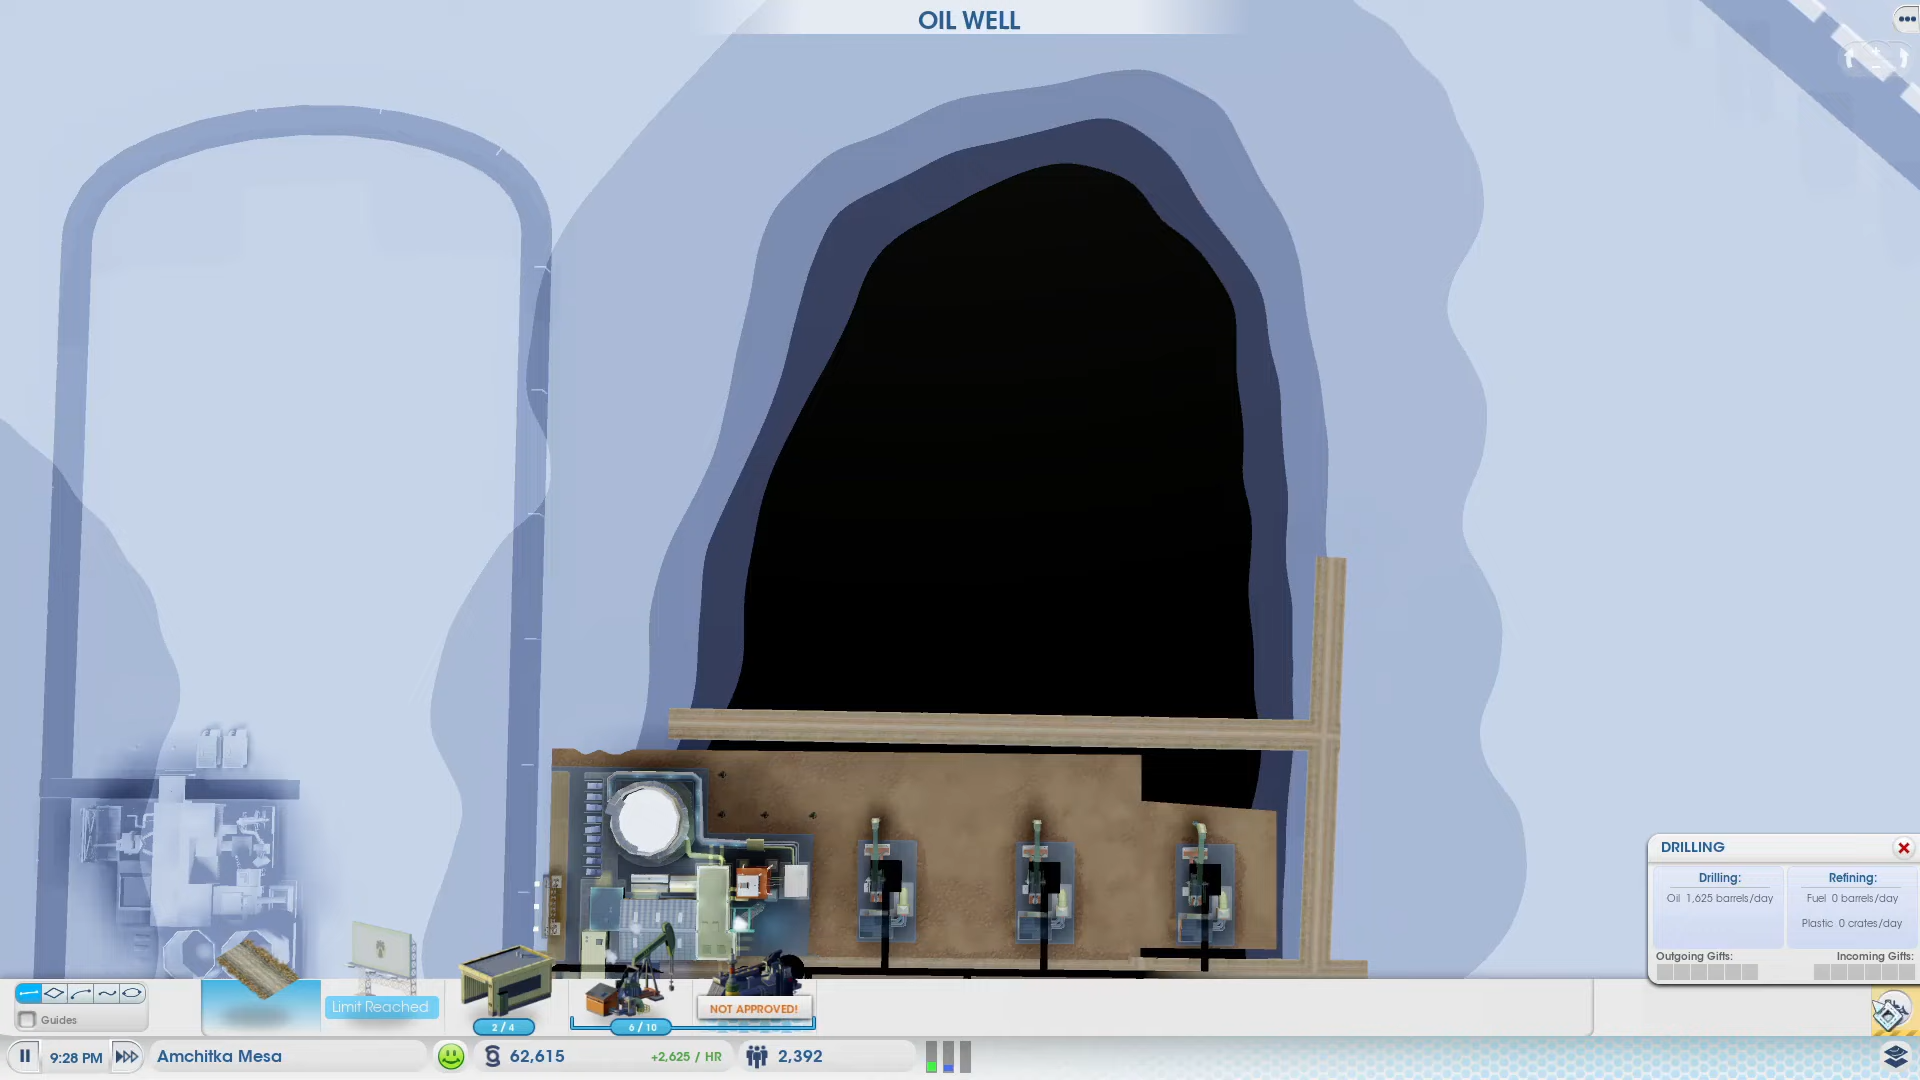 OIL WELL
DRILLING
Drilling: Refining:
Oil 1,625 barrels/day Fuel 0 barrels/day
Plastic 0 crates/day
Outgoing Gifts: Incoming Gifts:
Limit Reached
NOT APPROVED!
Guides
2 / 4
6 / 10
9:28 PM Amchitka Mesa 62,615 +2,625 / HR 2,392